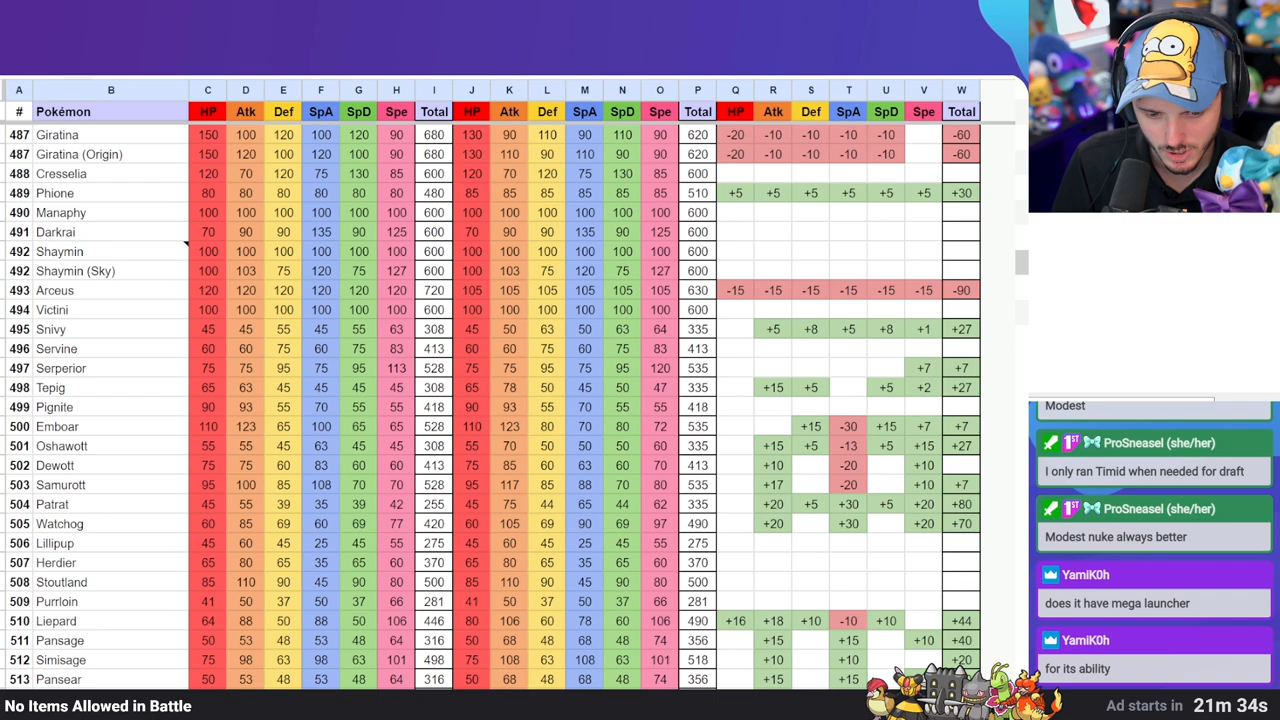 A B C D E F G H I J K L M N O P Q R S T U V W
# Pokémon HP Atk Def SpA SpD Spe Total HP Atk Def SpA SpD Spe Total HP Atk Def SpA SpD Spe Total
487 Giratina 150 100 120 100 120 90 680 130 90 110 90 110 90 620 -20 -10 -10 -10 -10 -60
487 Giratina (Origin) 150 120 100 120 100 90 680 130 110 90 110 90 90 620 -20 -10 -10 -10 -10 -60
488 Cresselia 120 70 120 75 130 85 600 120 70 120 75 130 85 600
489 Phione 80 80 80 80 80 80 480 85 85 85 85 85 85 510 +5 +5 +5 +5 +5 +5 +30
490 Manaphy 100 100 100 100 100 100 600 100 100 100 100 100 100 600
491 Darkrai 70 90 90 135 90 125 600 70 90 90 135 90 125 600
492 Shaymin 100 100 100 100 100 100 600 100 100 100 100 100 100 600
492 Shaymin (Sky) 100 103 75 120 75 127 600 100 103 75 120 75 127 600
493 Arceus 120 120 120 120 120 120 720 105 105 105 105 105 105 630 -15 -15 -15 -15 -15 -15 -90
494 Victini 100 100 100 100 100 100 600 100 100 100 100 100 100 600
495 Snivy 45 45 55 45 55 63 308 45 50 63 50 63 64 335 +5 +8 +5 +8 +1 +27
496 Servine 60 60 75 60 75 83 413 60 60 75 60 75 83 413
497 Serperior 75 75 95 75 95 113 528 75 75 95 75 95 120 535 +7 +7
498 Tepig 65 63 45 45 45 45 308 65 78 50 45 50 47 335 +15 +5 +5 +2 +27
499 Pignite 90 93 55 70 55 55 418 90 93 55 70 55 55 418
500 Emboar 110 123 65 100 65 65 528 110 123 80 70 80 72 535 +15 -30 +15 +7 +7
501 Oshawott 55 55 45 63 45 45 308 55 70 50 50 50 60 335 +15 +5 -13 +5 +15 +27
502 Dewott 75 75 60 83 60 60 413 75 85 60 63 60 70 413 +10 -20 +10
503 Samurott 95 100 85 108 70 70 528 95 117 85 88 70 80 535 +17 -20 +10 +7
504 Patrat 45 55 39 35 39 42 255 45 75 44 65 44 62 335 +20 +5 +30 +5 +20 +80
505 Watchog 60 85 69 60 69 77 420 60 105 69 90 69 97 490 +20 +30 +20 +70
506 Lillipup 45 60 45 25 45 55 275 45 60 45 25 45 55 275
507 Herdier 65 80 65 35 65 60 370 65 80 65 35 65 60 370
508 Stoutland 85 110 90 45 90 80 500 85 110 90 45 90 80 500
509 Purrloin 41 50 37 50 37 66 281 41 50 37 50 37 66 281
510 Liepard 64 88 50 88 50 106 446 80 106 60 78 60 106 490 +16 +18 +10 -10 +10 +44
511 Pansage 50 53 48 53 48 64 316 50 68 48 68 48 74 356 +15 +15 +10 +40
512 Simisage 75 98 63 98 63 101 498 75 108 63 108 63 101 518 +10 +10 +20
513 Pansear 50 53 48 53 48 64 316 50 68 48 68 48 74 356 +15 +15
Modest
1ST ProSneasel (she/her)
I only ran Timid when needed for draft
1ST ProSneasel (she/her)
Modest nuke always better
YamiK0h
does it have mega launcher
YamiK0h
for its ability
No Items Allowed in Battle
Ad starts in 21m 34s